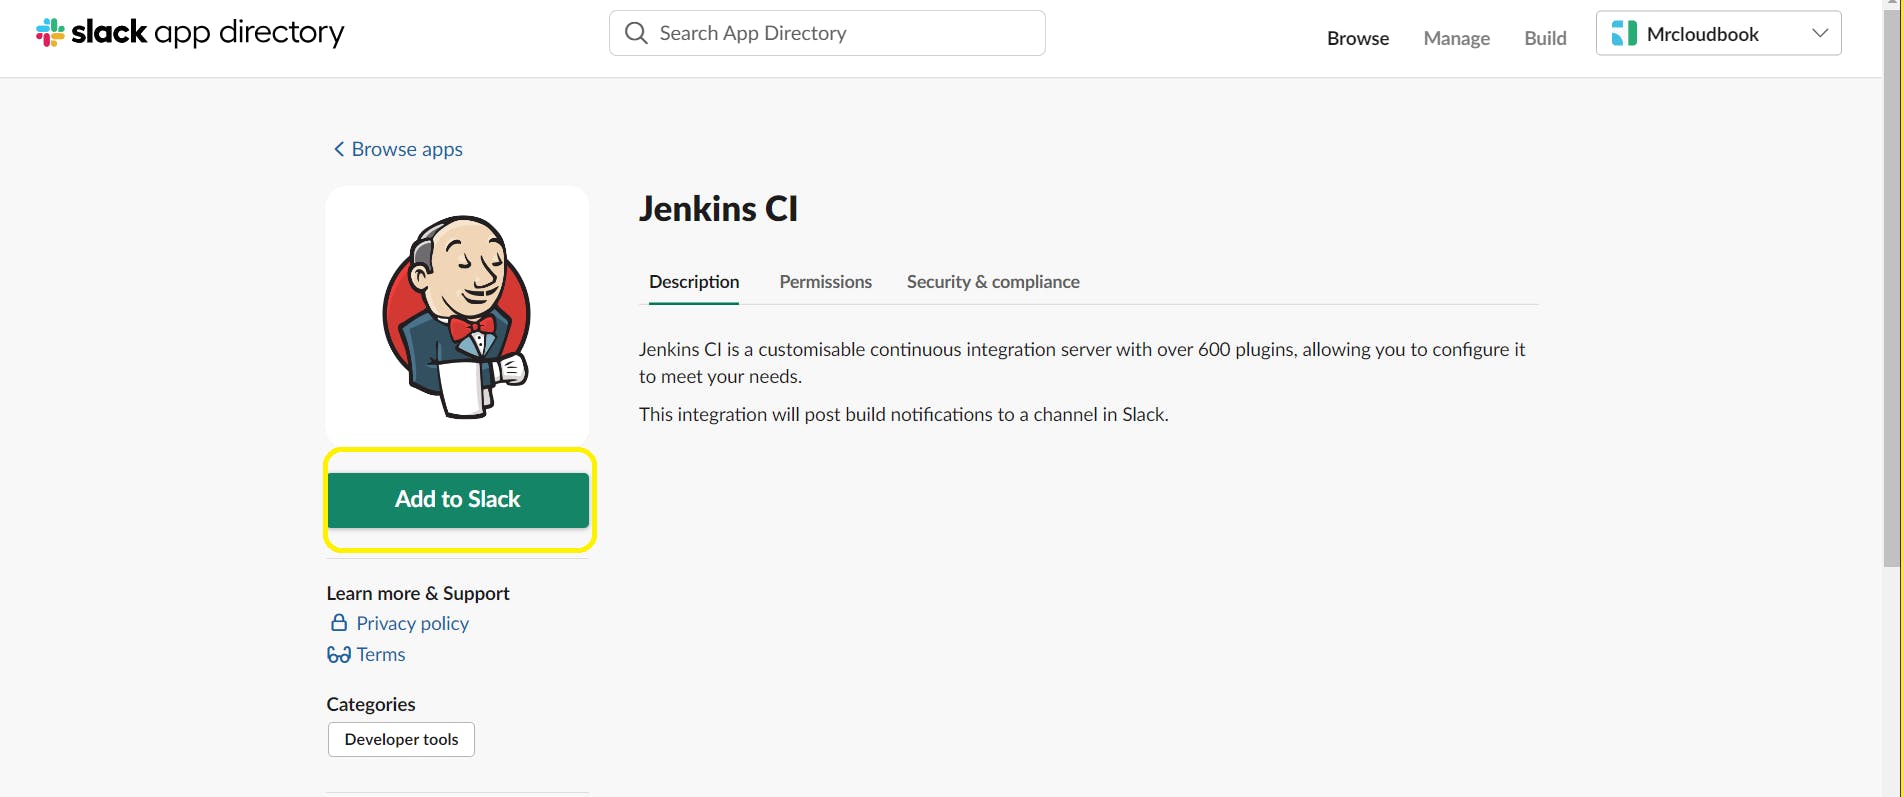 slack app directory
Search App Directory
Browse
Manage
Build
Mrcloudbook
Browse apps
Jenkins CI
Description
Permissions
Security & compliance
Jenkins CI is a customisable continuous integration server with over 600 plugins, allowing you to configure it
to meet your needs.
This integration will post build notifications to a channel in Slack.
Add to Slack
Learn more & Support
Privacy policy
Terms
Categories
Developer tools